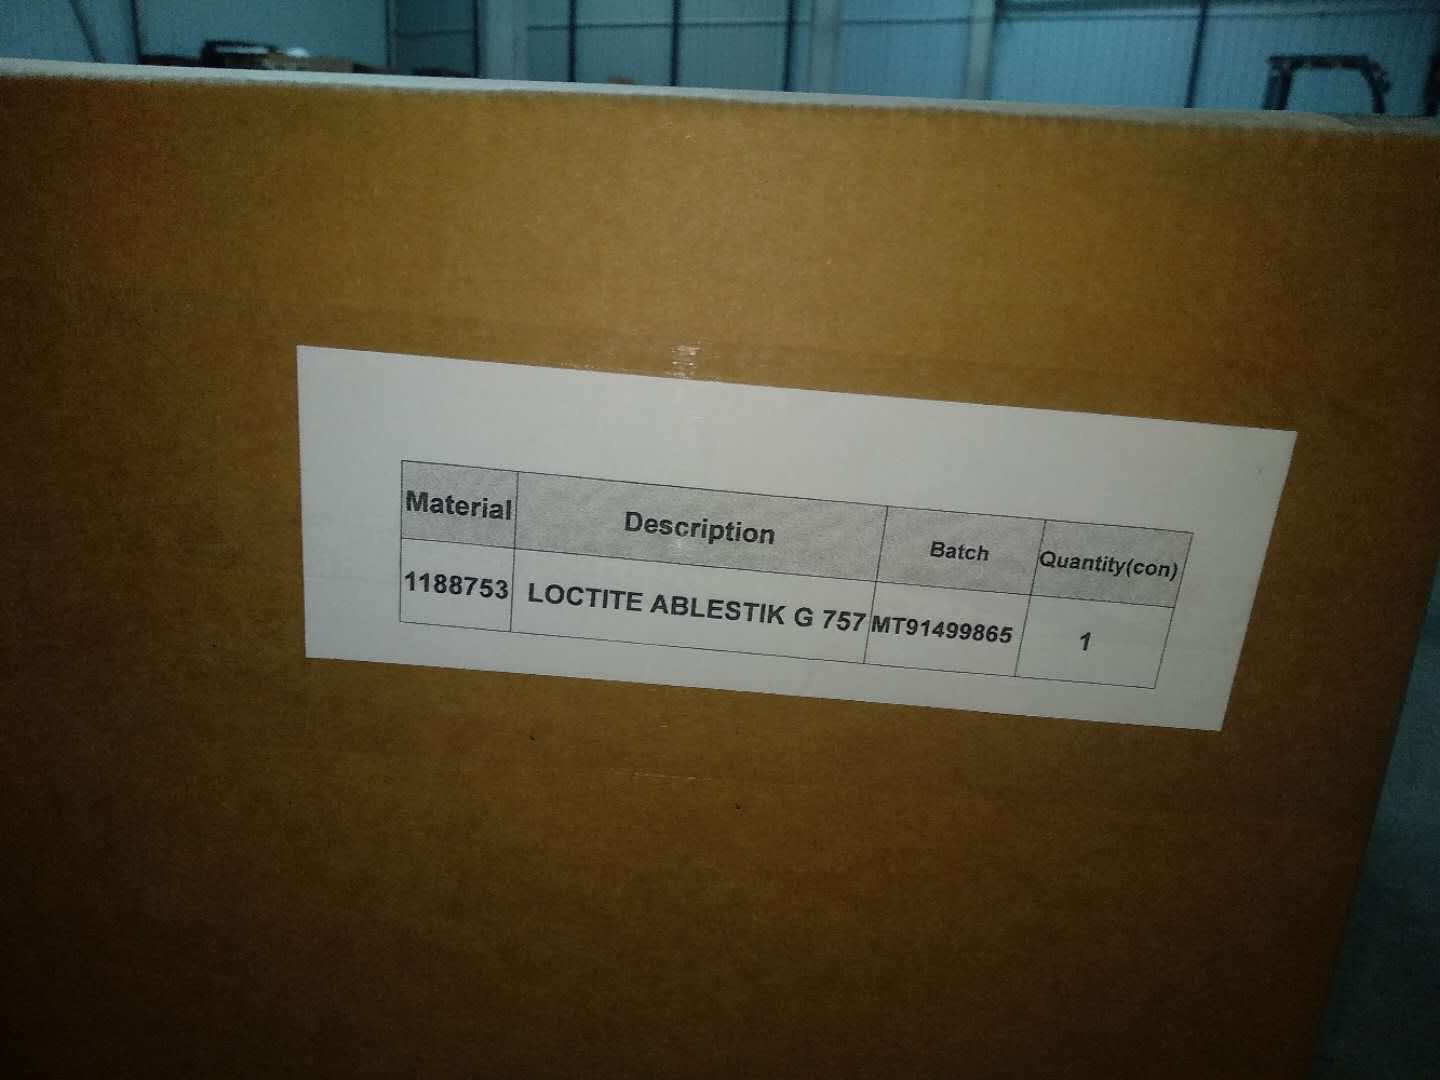 Material Description Batch Quantity(con)
1188753 LOCTITE ABLESTIK G 757 MT91499865 1